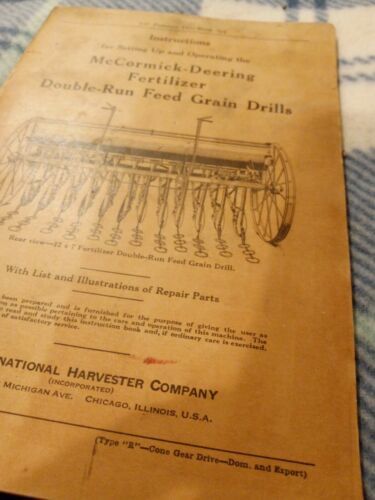 Instructions
for Setting Up and Operating the
McCormick-Deering
Fertilizer
Double-Run Feed Grain Drills
Rear view—12 x 7 Fertilizer Double-Run Feed Grain Drill.
With List and Illustrations of Repair Parts
been prepared and is furnished for the purpose of giving the user as
as possible pertaining to the care and operation of this machine. The
read and study this instruction book and, if ordinary care is exercised,
of satisfactory service.
NATIONAL HARVESTER COMPANY
(INCORPORATED)
MICHIGAN AVE. CHICAGO, ILLINOIS, U.S.A.
(Type "R"—Cone Gear Drive—Dom. and Export)